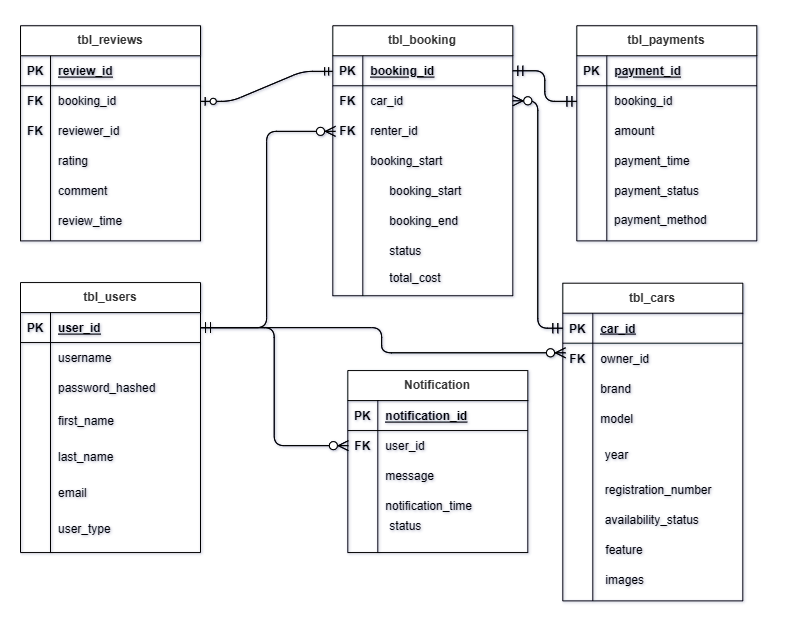 tbl_reviews
PK review_id
FK booking_id
FK reviewer_id
rating
comment
review_time
tbl_booking
PK booking_id
FK car_id
FK renter_id
booking_start
booking_start
booking_end
status
total_cost
tbl_payments
PK payment_id
booking_id
amount
payment_time
payment_status
payment_method
tbl_users
PK user_id
username
password_hashed
first_name
last_name
email
user_type
Notification
PK notification_id
FK user_id
message
notification_time
status
tbl_cars
PK car_id
FK owner_id
brand
model
year
registration_number
availability_status
feature
images